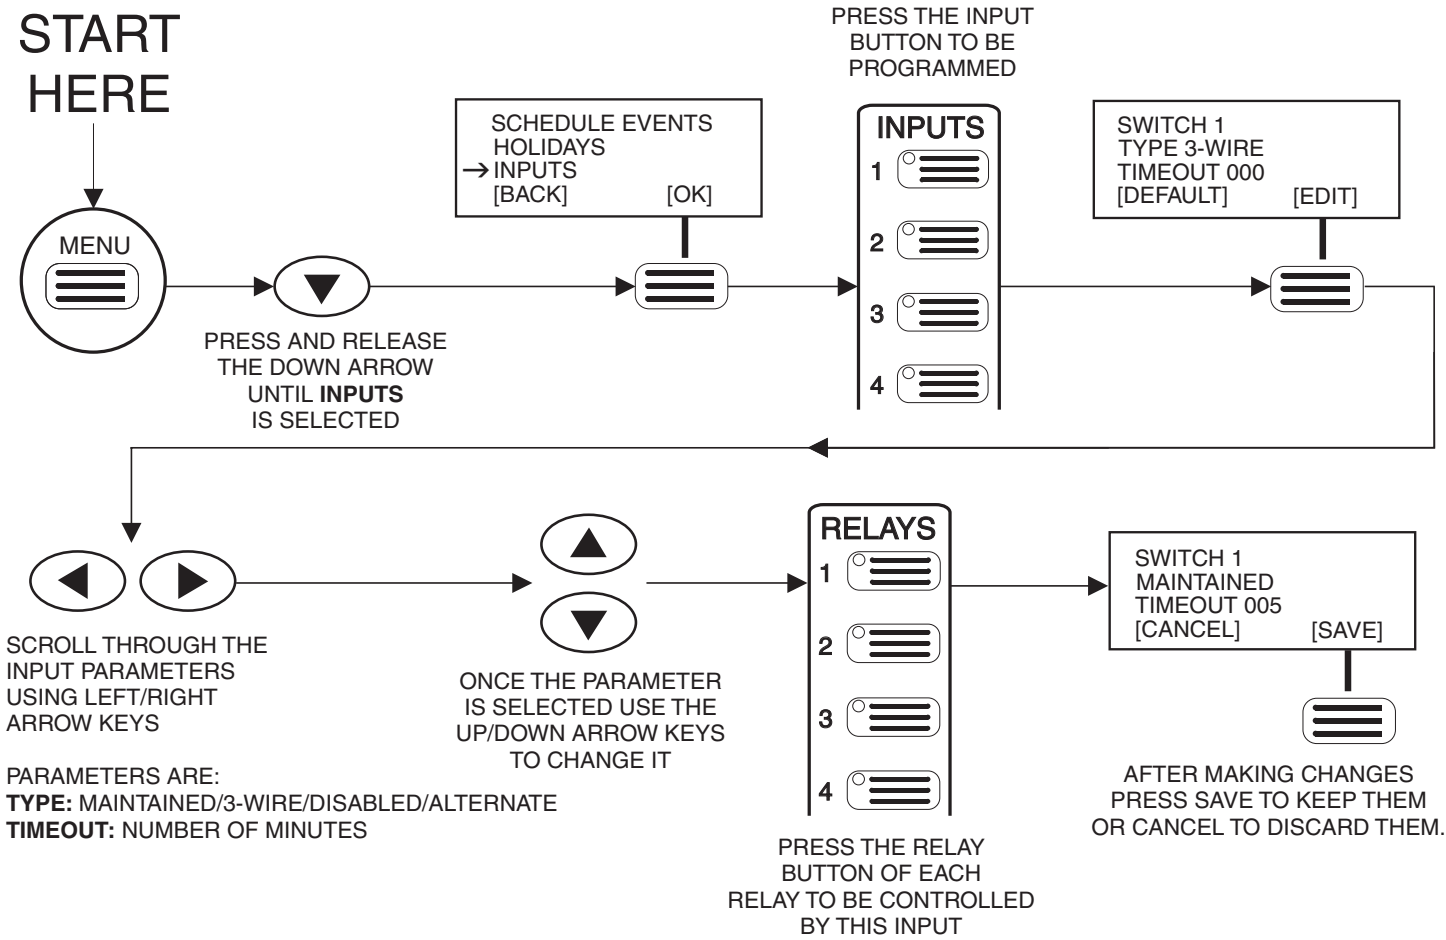 START
HERE
MENU
PRESS AND RELEASE
THE DOWN ARROW
UNTIL INPUTS
IS SELECTED
SCHEDULE EVENTS
HOLIDAYS
→INPUTS
[BACK] [OK]
PRESS THE INPUT
BUTTON TO BE
PROGRAMMED
INPUTS
1
2
3
4
SWITCH 1
TYPE 3-WIRE
TIMEOUT 000
[DEFAULT] [EDIT]
SCROLL THROUGH THE
INPUT PARAMETERS
USING LEFT/RIGHT
ARROW KEYS
PARAMETERS ARE:
TYPE: MAINTAINED/3-WIRE/DISABLED/ALTERNATE
TIMEOUT: NUMBER OF MINUTES
ONCE THE PARAMETER
IS SELECTED USE THE
UP/DOWN ARROW KEYS
TO CHANGE IT
RELAYS
1
2
3
4
PRESS THE RELAY
BUTTON OF EACH
RELAY TO BE CONTROLLED
BY THIS INPUT
SWITCH 1
MAINTAINED
TIMEOUT 005
[CANCEL] [SAVE]
AFTER MAKING CHANGES
PRESS SAVE TO KEEP THEM
OR CANCEL TO DISCARD THEM.